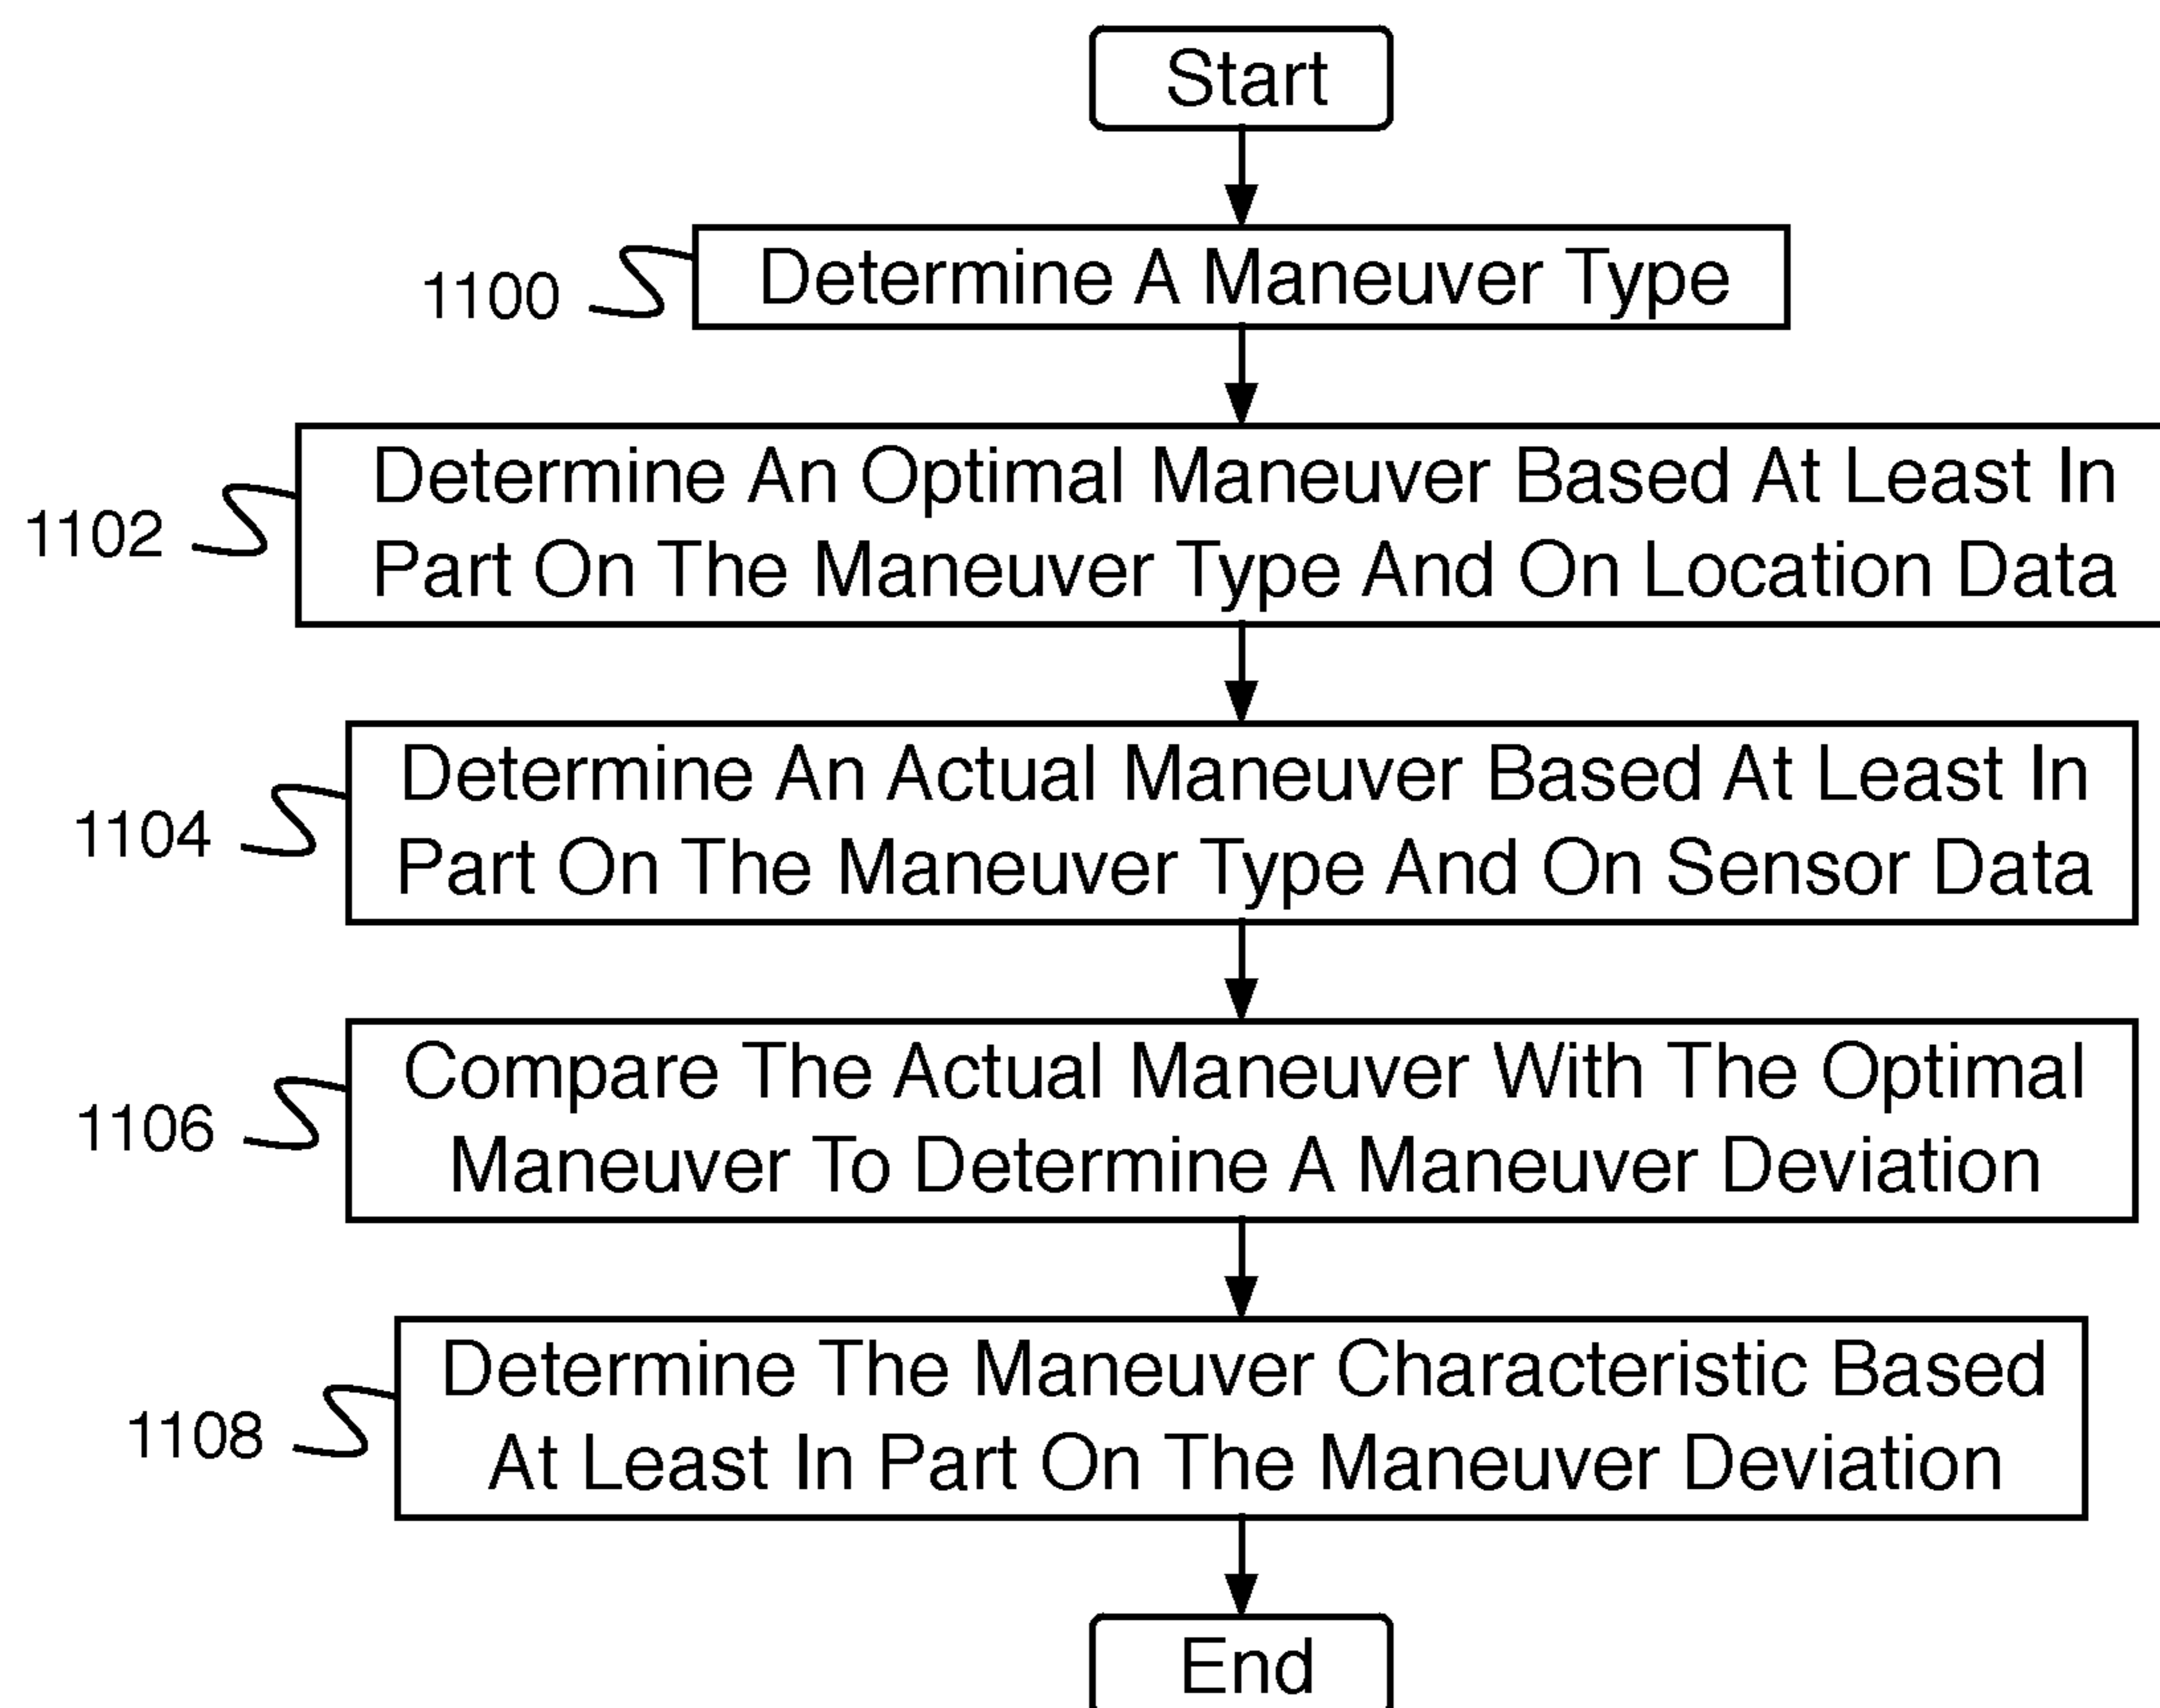 Start
1100
Determine A Maneuver Type
1102
Determine An Optimal Maneuver Based At Least In
Part On The Maneuver Type And On Location Data
1104
Determine An Actual Maneuver Based At Least In
Part On The Maneuver Type And On Sensor Data
1106
Compare The Actual Maneuver With The Optimal
Maneuver To Determine A Maneuver Deviation
1108
Determine The Maneuver Characteristic Based
At Least In Part On The Maneuver Deviation
End